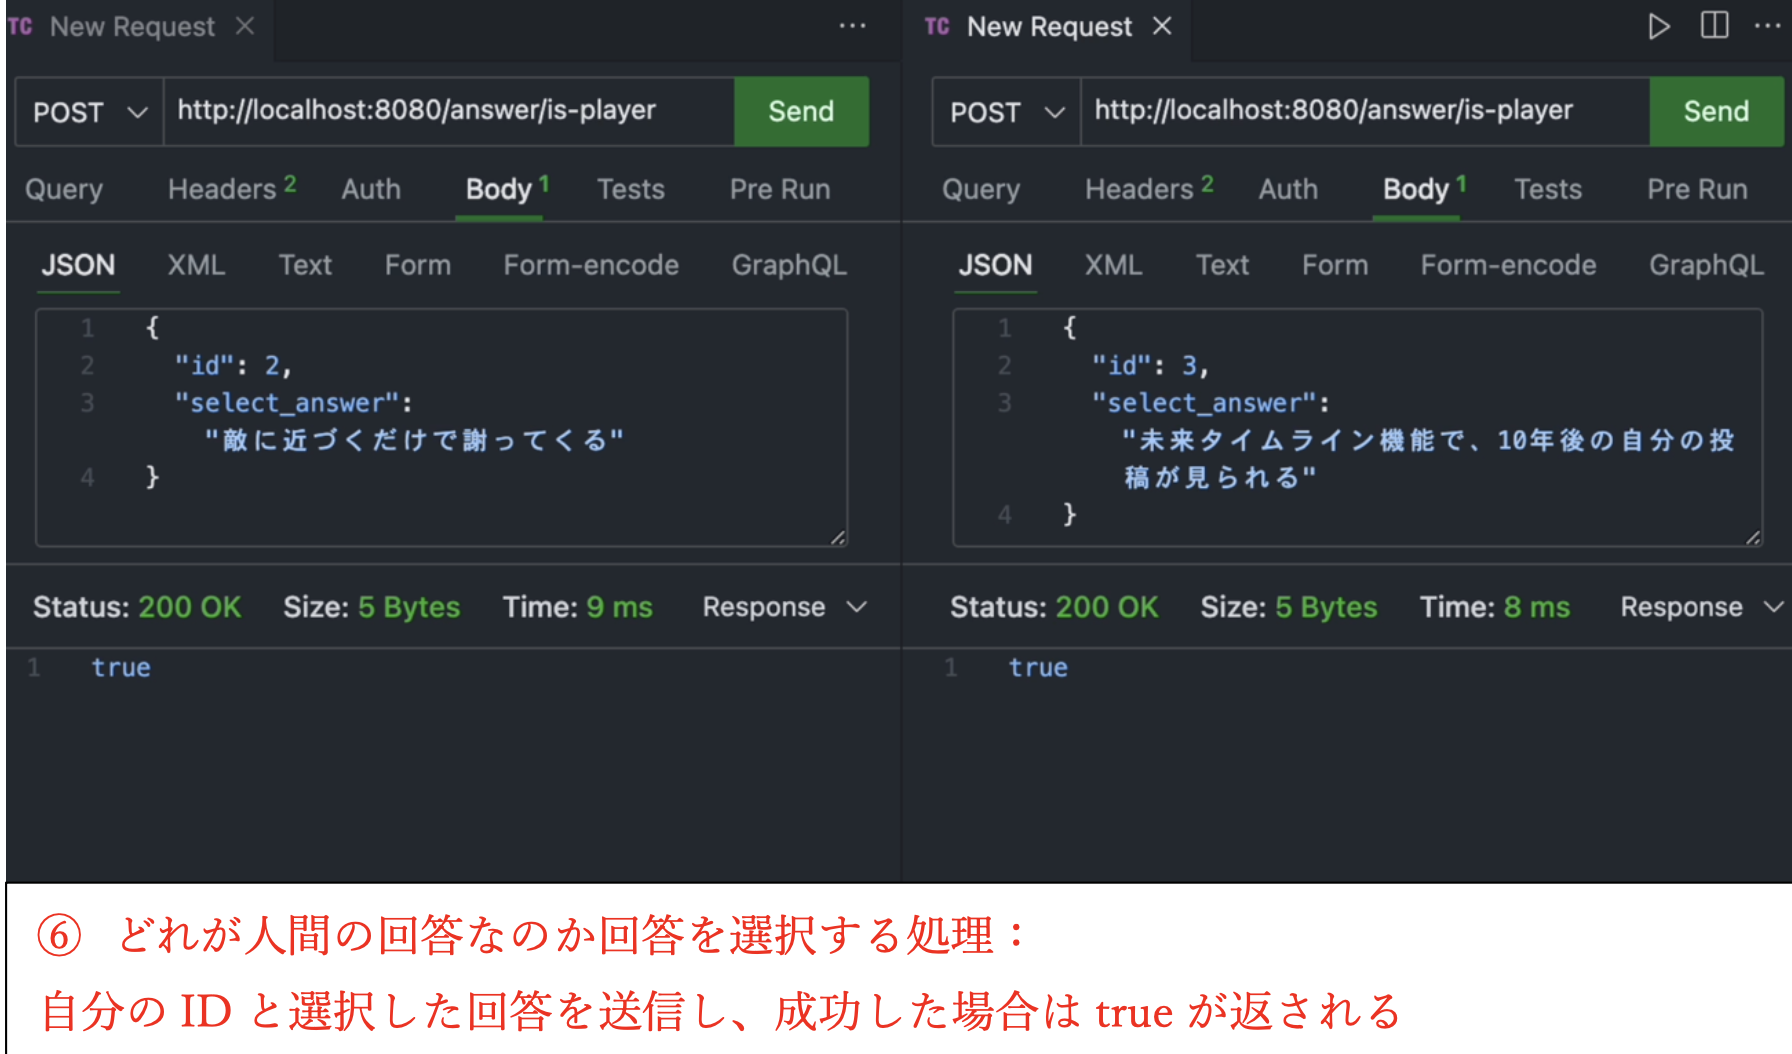 TC New Request
POST http://localhost:8080/answer/is-player Send
Query Headers 2 Auth Body 1 Tests Pre Run
JSON XML Text Form Form-encode GraphQL
1 {
2 "id": 2,
3 "select_answer":
"敵に近づくだけで謝ってくる"
4 }
Status: 200 OK Size: 5 Bytes Time: 9 ms Response
1 true
TC New Request
POST http://localhost:8080/answer/is-player Send
Query Headers 2 Auth Body 1 Tests Pre Run
JSON XML Text Form Form-encode GraphQL
1 {
2 "id": 3,
3 "select_answer":
"未来タイムライン機能で、10年後の自分の投
稿が見られる"
4 }
Status: 200 OK Size: 5 Bytes Time: 8 ms Response
1 true
⑥ どれが人間の回答なのか回答を選択する処理：
自分の ID と選択した回答を送信し、成功した場合は true が返される